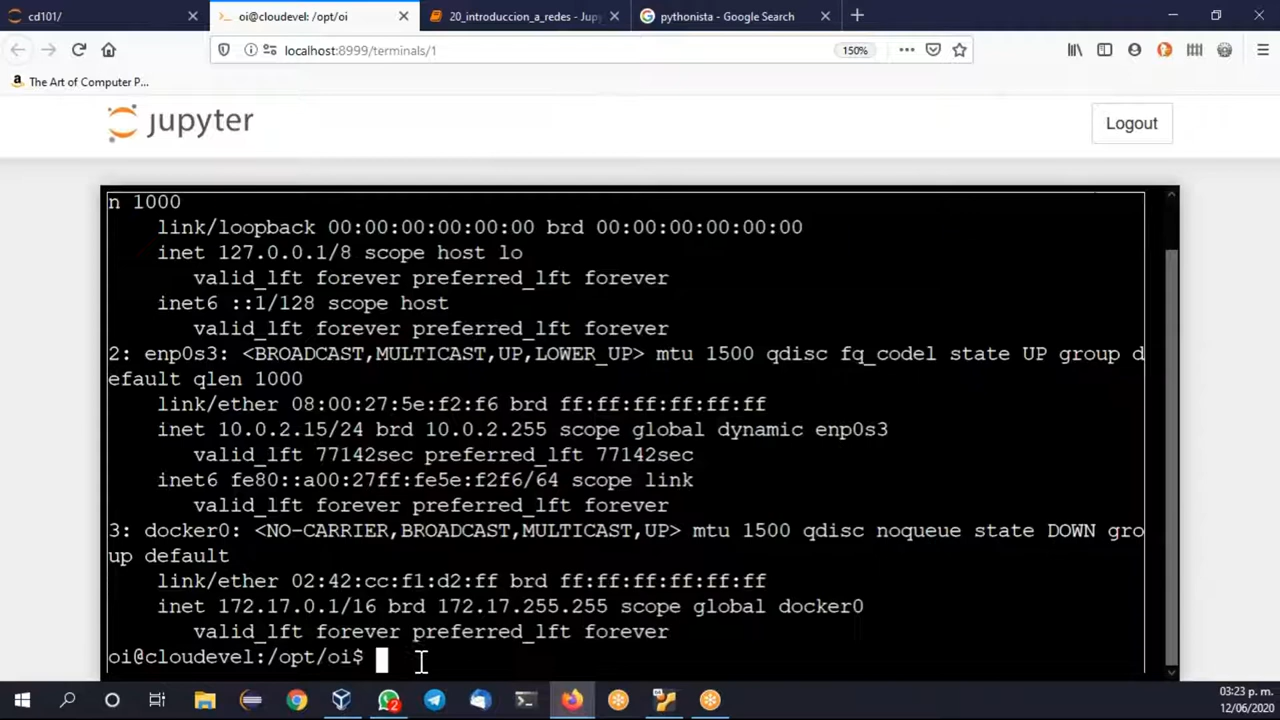 cd101/
oi@cloudevel: /opt/oi
20_introduccion_a_redes - Jupy
pythonista - Google Search
localhost:8999/terminals/1
150%
The Art of Computer P...
jupyter
Logout
n 1000
link/loopback 00:00:00:00:00:00 brd 00:00:00:00:00:00
inet 127.0.0.1/8 scope host lo
valid_lft forever preferred_lft forever
inet6 ::1/128 scope host
valid_lft forever preferred_lft forever
2: enp0s3: <BROADCAST,MULTICAST,UP,LOWER_UP> mtu 1500 qdisc fq_codel state UP group d
efault qlen 1000
link/ether 08:00:27:5e:f2:f6 brd ff:ff:ff:ff:ff:ff
inet 10.0.2.15/24 brd 10.0.2.255 scope global dynamic enp0s3
valid_lft 77142sec preferred_lft 77142sec
inet6 fe80::a00:27ff:fe5e:f2f6/64 scope link
valid_lft forever preferred_lft forever
3: docker0: <NO-CARRIER,BROADCAST,MULTICAST,UP> mtu 1500 qdisc noqueue state DOWN gro
up default
link/ether 02:42:cc:f1:d2:ff brd ff:ff:ff:ff:ff:ff
inet 172.17.0.1/16 brd 172.17.255.255 scope global docker0
valid_lft forever preferred_lft forever
oi@cloudevel:/opt/oi$
2
03:23 p. m.
12/06/2020